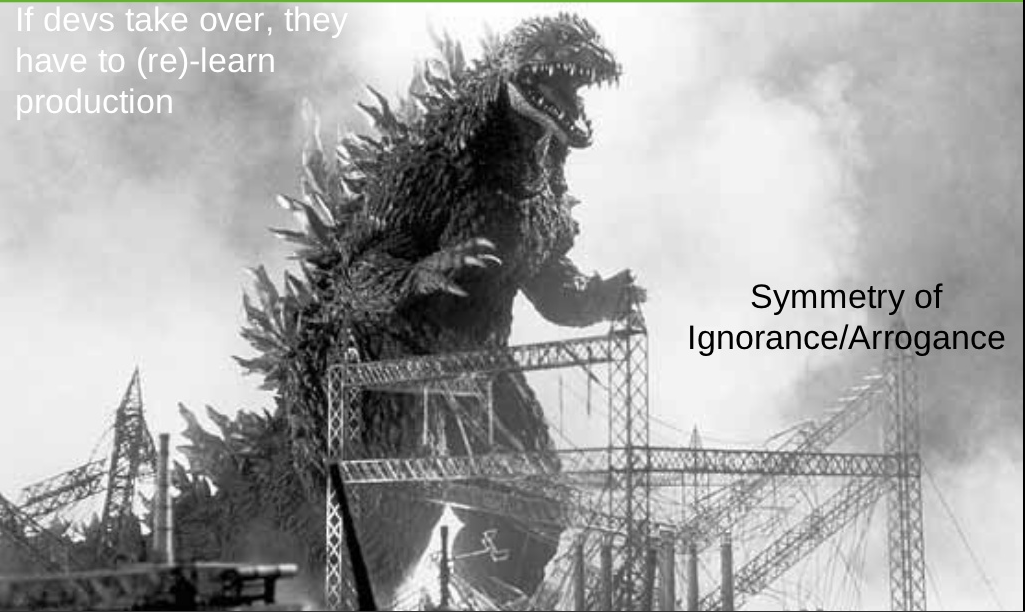 If devs take over, they
have to (re)-learn
production
Symmetry of
Ignorance/Arrogance